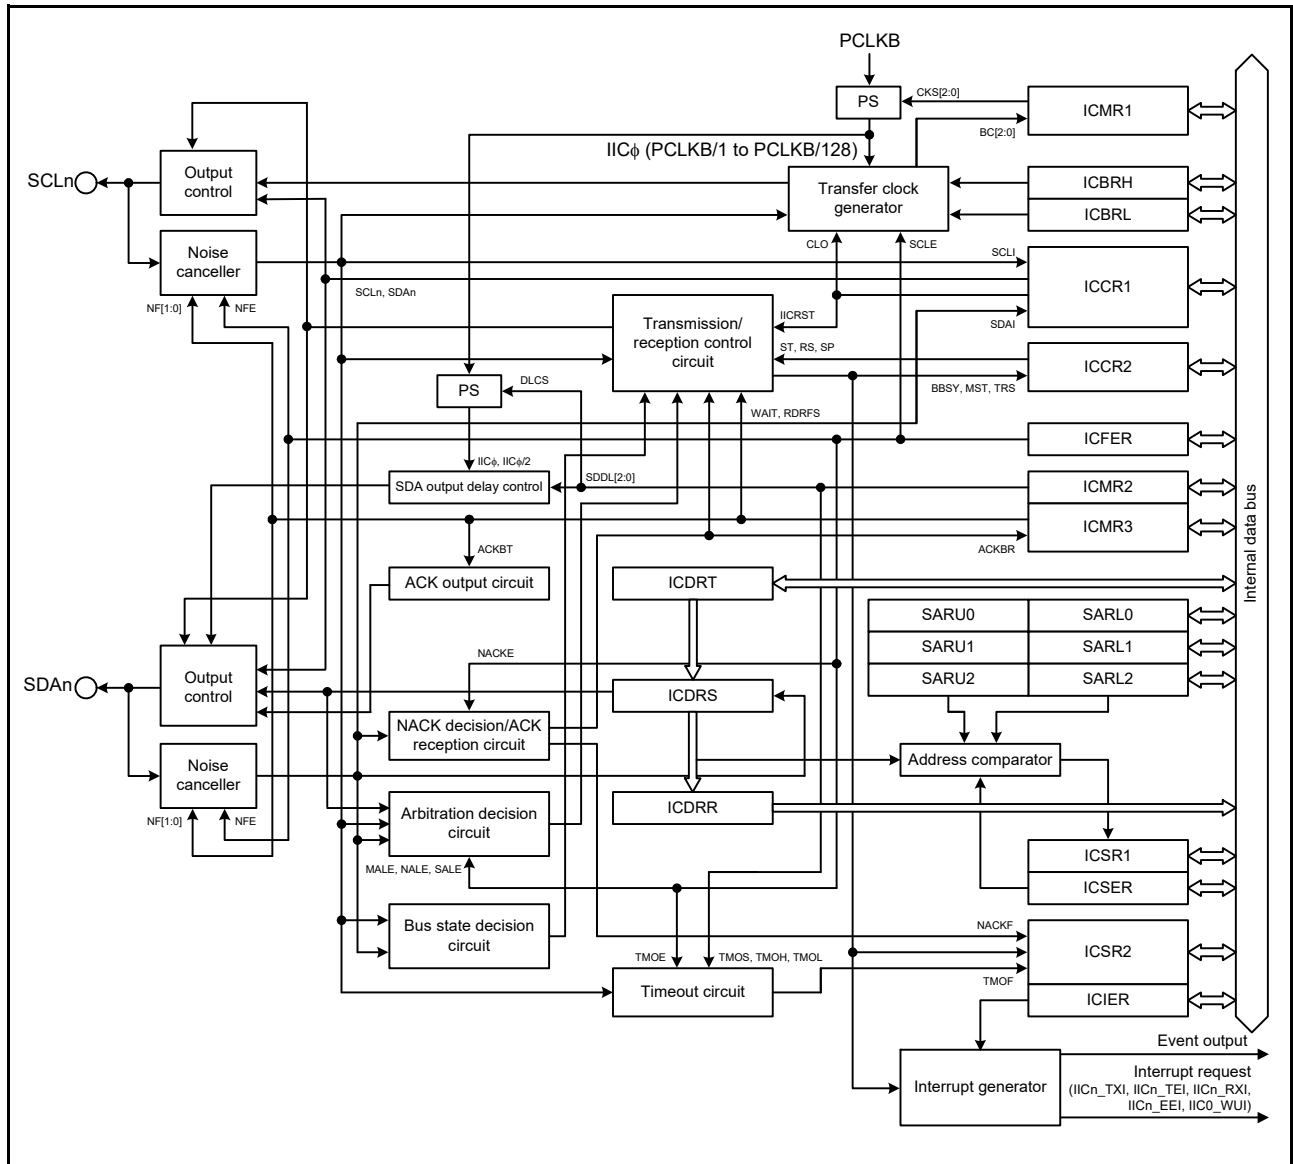 PCLKB
PS
CKS[2:0]
ICMR1
BC[2:0]
IICϕ (PCLKB/1 to PCLKB/128)
SCLn
Output
control
Transfer clock
generator
ICBRH
ICBRL
Noise
canceller
CLO
SCLE
SCLI
ICCR1
SCLn, SDAn
NF[1:0]
NFE
IICRST
SDAI
Transmission/
reception control
circuit
ST, RS, SP
ICCR2
BBSY, MST, TRS
PS
DLCS
WAIT, RDRFS
ICFER
IICϕ, IICϕ/2
SDA output delay control
SDDL[2:0]
ICMR2
ICMR3
ACKBT
ACKBR
ACK output circuit
ICDRT
Internal data bus
SARU0
SARL0
SARU1
SARL1
SARU2
SARL2
NACKE
SDAn
Output
control
ICDRS
NACK decision/ACK
reception circuit
Address comparator
Noise
canceller
NF[1:0]
NFE
Arbitration decision
circuit
ICDRR
MALE, NALE, SALE
ICSR1
ICSER
Bus state decision
circuit
NACKF
ICSR2
TMOE
TMOS, TMOH, TMOL
Timeout circuit
TMOF
ICIER
Event output
Interrupt generator
Interrupt request
(IICn_TXI, IICn_TEI, IICn_RXI,
IICn_EEI, IIC0_WUI)